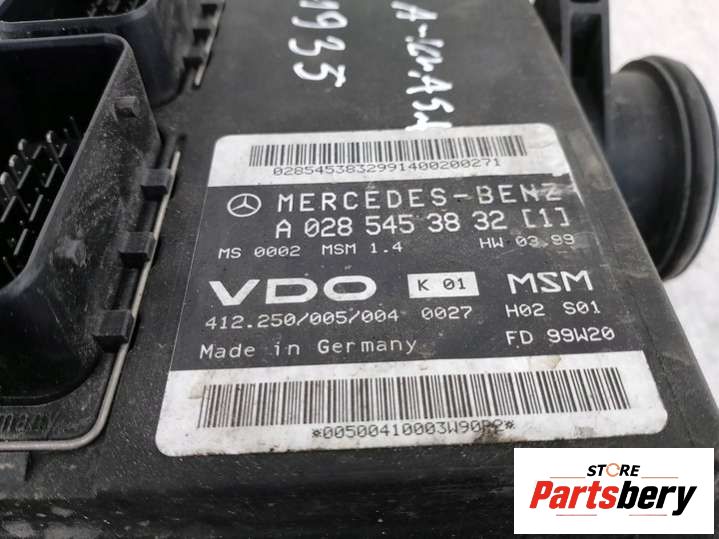 1933
0285453832991400200271
MERCEDES-BENZ
A 028 545 38 32 [1]
MS 0002 MSM 1.4 HW 03.99
VDO K 01 MSM
412.250/005/004 0027 H02 S01
Made in Germany FD 99W20
STORE
Partsbery